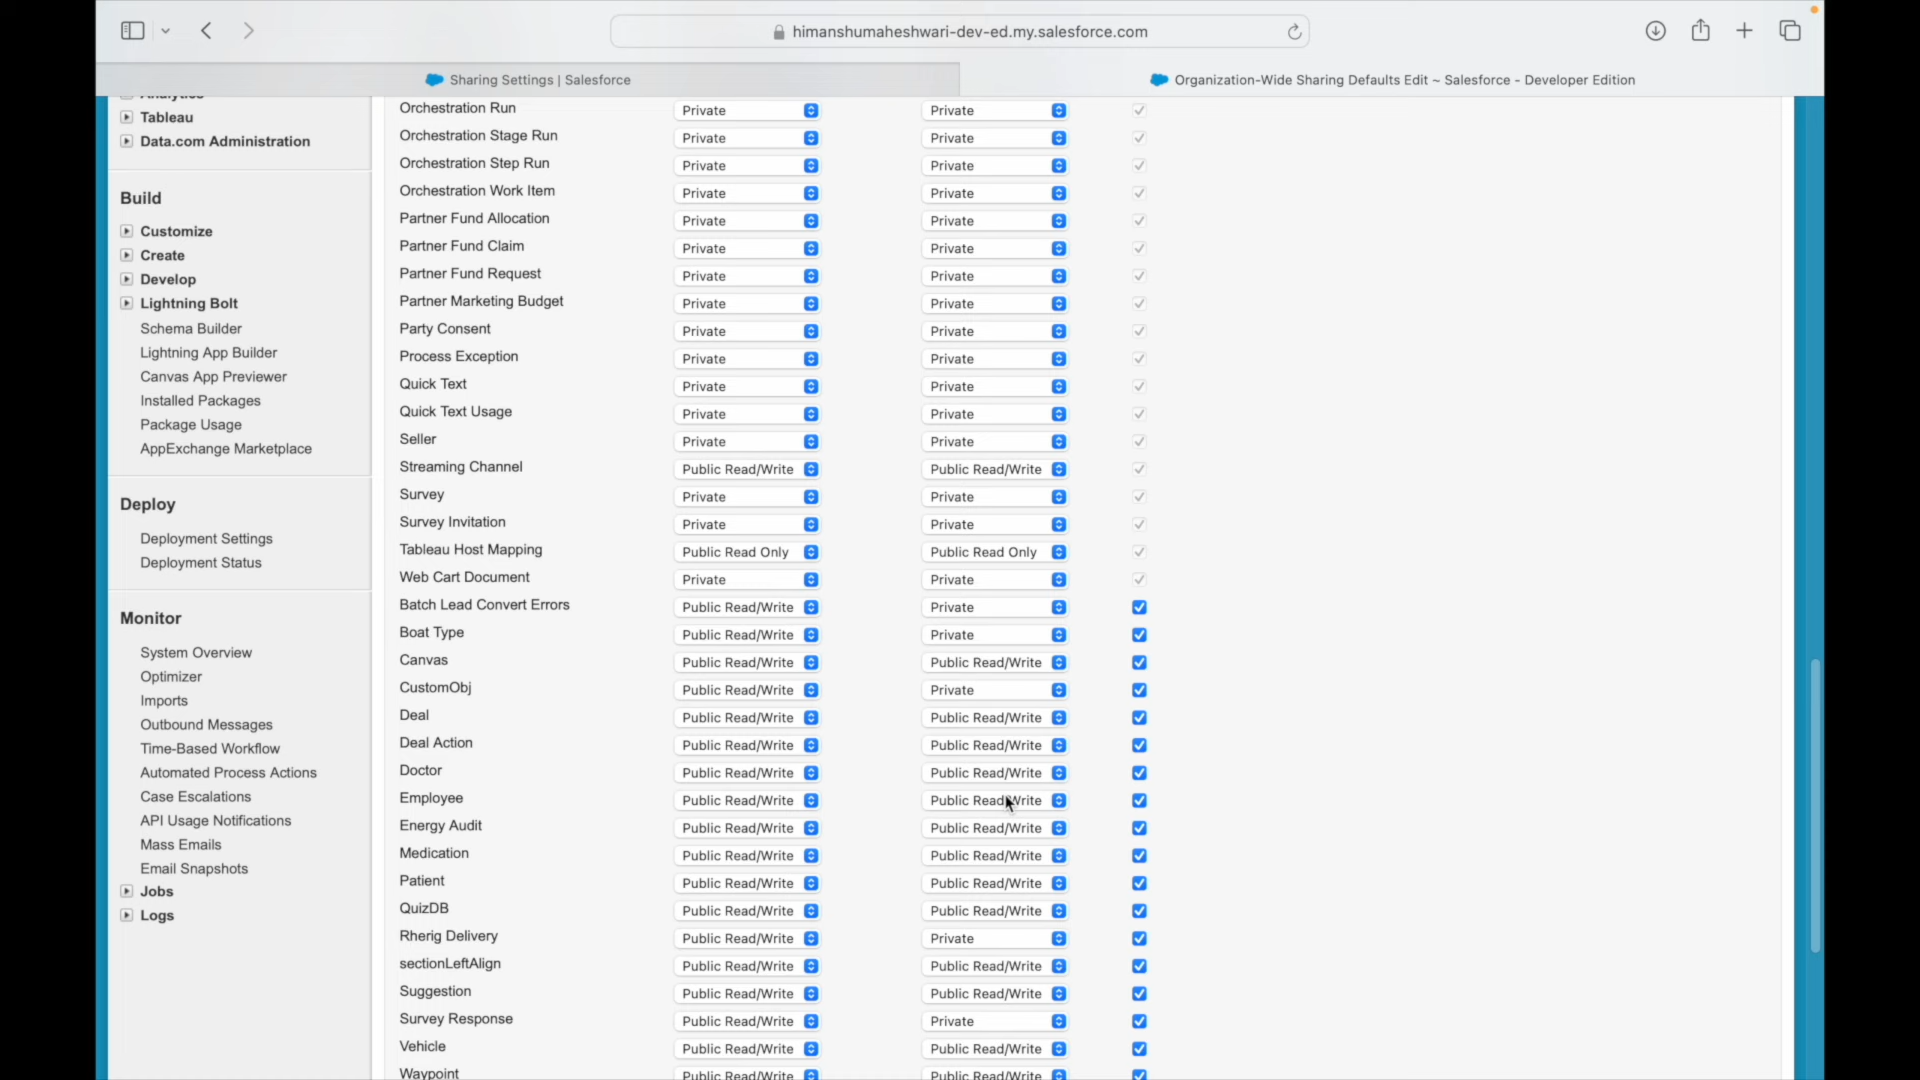 himanshumaheshwari-dev-ed.my.salesforce.com
Sharing Settings | Salesforce
Organization-Wide Sharing Defaults Edit ~ Salesforce - Developer Edition
Analytics
Tableau
Data.com Administration
Build
Customize
Create
Develop
Lightning Bolt
Schema Builder
Lightning App Builder
Canvas App Previewer
Installed Packages
Package Usage
AppExchange Marketplace
Deploy
Deployment Settings
Deployment Status
Monitor
System Overview
Optimizer
Imports
Outbound Messages
Time-Based Workflow
Automated Process Actions
Case Escalations
API Usage Notifications
Mass Emails
Email Snapshots
Jobs
Logs
Orchestration Run Private Private
Orchestration Stage Run Private Private
Orchestration Step Run Private Private
Orchestration Work Item Private Private
Partner Fund Allocation Private Private
Partner Fund Claim Private Private
Partner Fund Request Private Private
Partner Marketing Budget Private Private
Party Consent Private Private
Process Exception Private Private
Quick Text Private Private
Quick Text Usage Private Private
Seller Private Private
Streaming Channel Public Read/Write Public Read/Write
Survey Private Private
Survey Invitation Private Private
Tableau Host Mapping Public Read Only Public Read Only
Web Cart Document Private Private
Batch Lead Convert Errors Public Read/Write Private
Boat Type Public Read/Write Private
Canvas Public Read/Write Public Read/Write
CustomObj Public Read/Write Private
Deal Public Read/Write Public Read/Write
Deal Action Public Read/Write Public Read/Write
Doctor Public Read/Write Public Read/Write
Employee Public Read/Write Public Read/Write
Energy Audit Public Read/Write Public Read/Write
Medication Public Read/Write Public Read/Write
Patient Public Read/Write Public Read/Write
QuizDB Public Read/Write Public Read/Write
Rherig Delivery Public Read/Write Private
sectionLeftAlign Public Read/Write Public Read/Write
Suggestion Public Read/Write Public Read/Write
Survey Response Public Read/Write Private
Vehicle Public Read/Write Public Read/Write
Waypoint Public Read/Write Public Read/Write